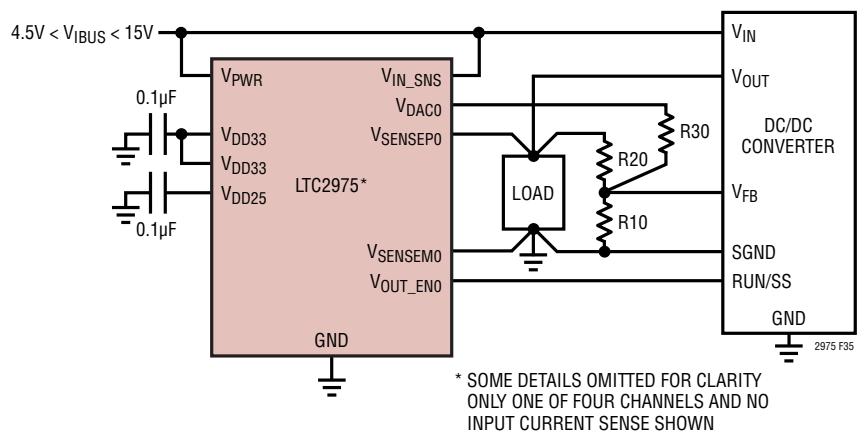 4.5V < VIBUS < 15V
VIN
VPWR
VIN_SNS
VOUT
0.1µF
VDAC0
VDD33
VSENSEP0
R30
DC/DC
CONVERTER
VDD33
R20
LTC2975*
LOAD
VDD25
VFB
R10
0.1µF
VSENSEM0
SGND
VOUT_EN0
RUN/SS
GND
GND
2975 F35
* SOME DETAILS OMITTED FOR CLARITY
ONLY ONE OF FOUR CHANNELS AND NO
INPUT CURRENT SENSE SHOWN